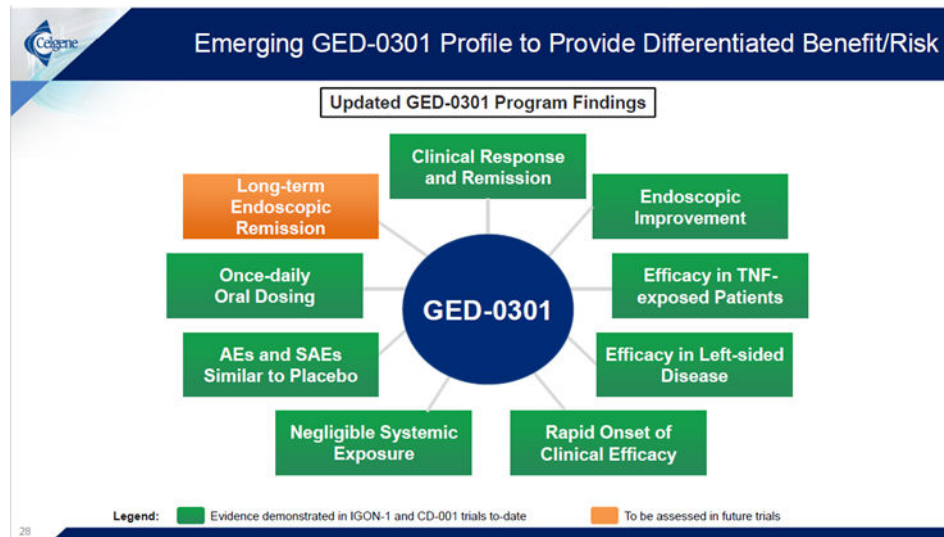 Celgene
Emerging GED-0301 Profile to Provide Differentiated Benefit/Risk
Updated GED-0301 Program Findings
Clinical Response
and Remission
Long-term
Endoscopic
Remission
Endoscopic
Improvement
Once-daily
Oral Dosing
GED-0301
Efficacy in TNF-
exposed Patients
AEs and SAEs
Similar to Placebo
Efficacy in Left-sided
Disease
Negligible Systemic
Exposure
Rapid Onset of
Clinical Efficacy
Legend:
Evidence demonstrated in IGON-1 and CD-001 trials to-date
To be assessed in future trials
28